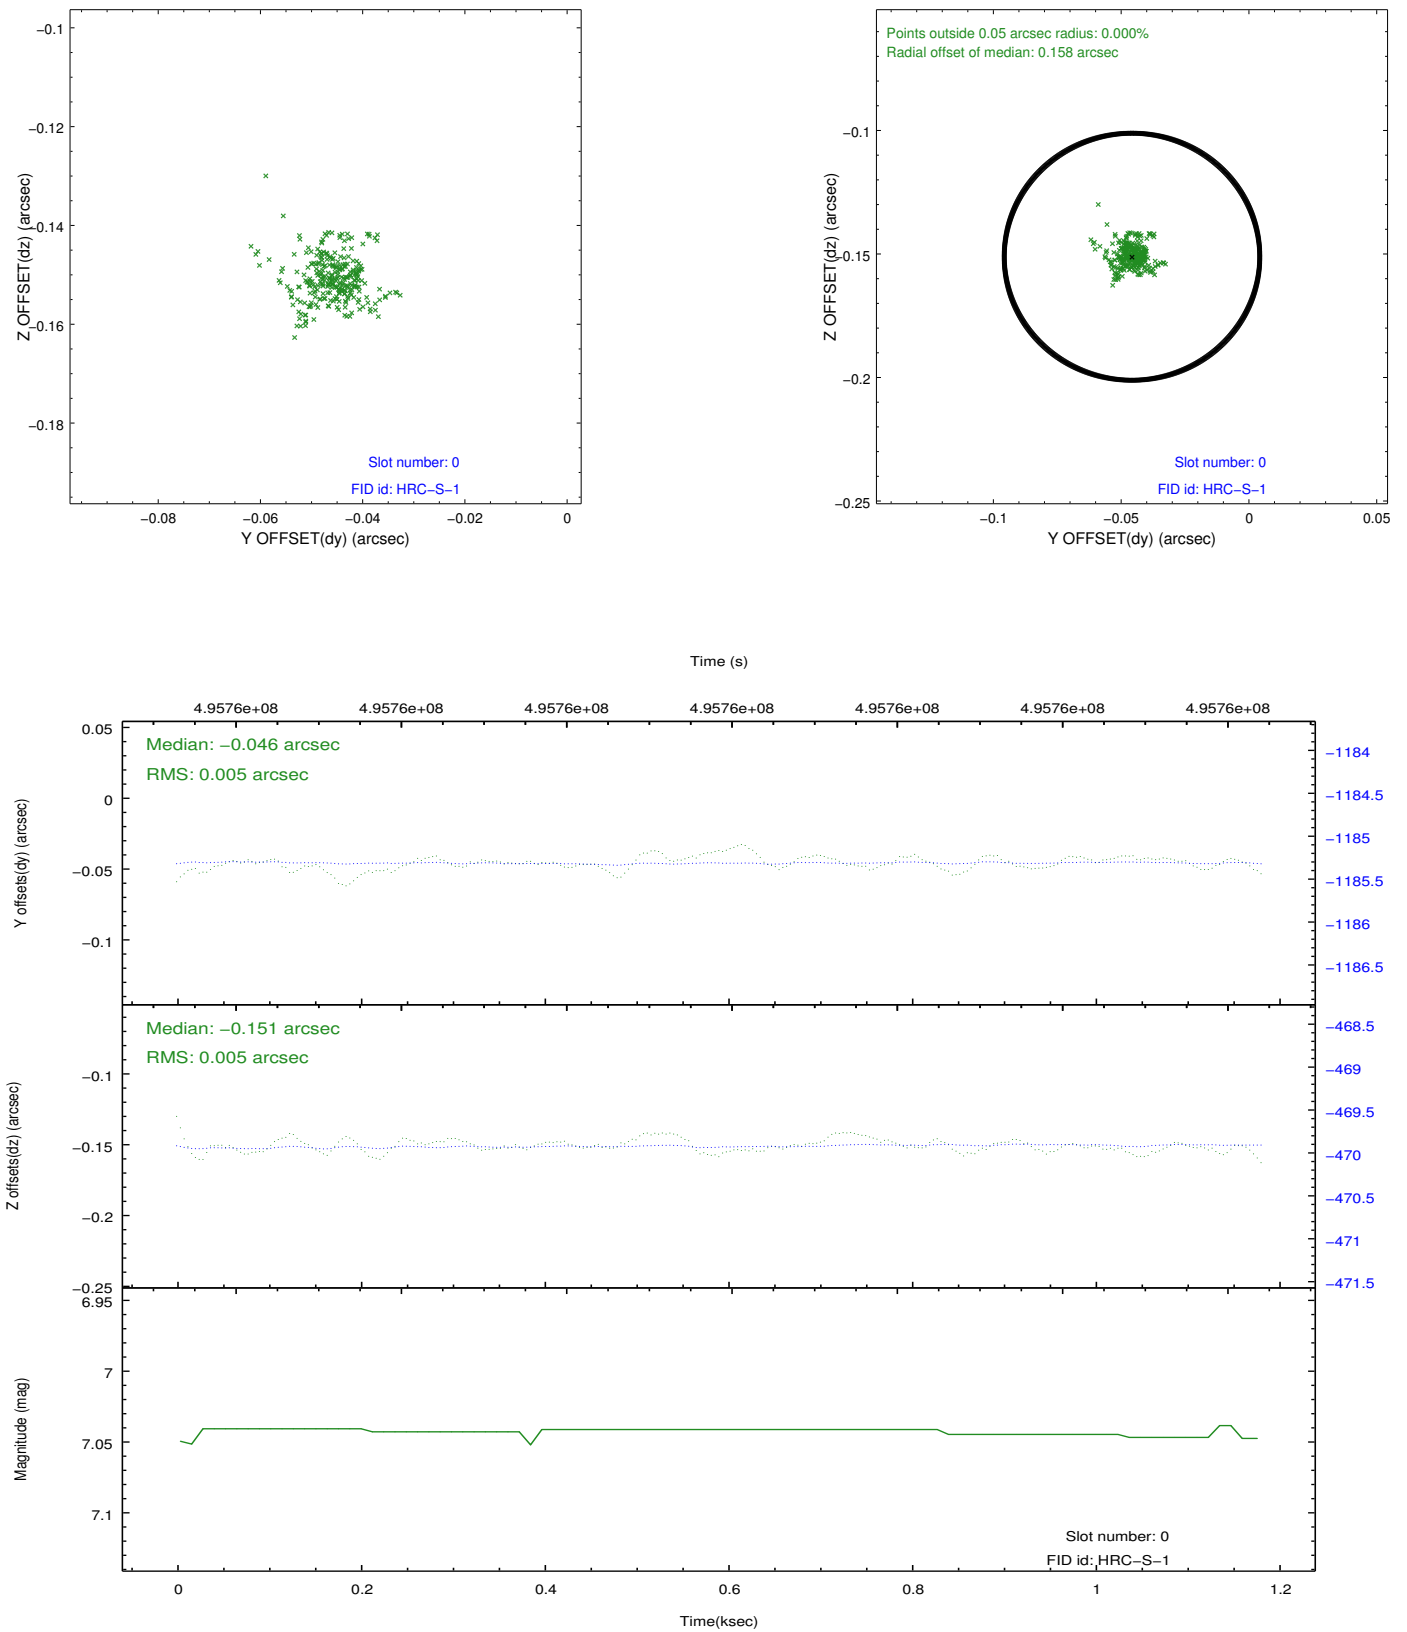 −0.1
−0.12
−0.14
−0.16
−0.18
Z OFFSET(dz) (arcsec)
Slot number: 0
FID id: HRC−S−1
−0.08
−0.06
−0.04
−0.02
0
Y OFFSET(dy) (arcsec)
Points outside 0.05 arcsec radius: 0.000%
Radial offset of median: 0.158 arcsec
−0.1
−0.15
−0.2
−0.25
Z OFFSET(dz) (arcsec)
Slot number: 0
FID id: HRC−S−1
−0.1
−0.05
0
0.05
Y OFFSET(dy) (arcsec)
Time (s)
4.9576e+08 4.9576e+08 4.9576e+08 4.9576e+08 4.9576e+08 4.9576e+08 4.9576e+08
Median: −0.046 arcsec
RMS: 0.005 arcsec
0.05
0
−0.05
−0.1
Y offsets(dy) (arcsec)
−1184
−1184.5
−1185
−1185.5
−1186
−1186.5
Median: −0.151 arcsec
RMS: 0.005 arcsec
−0.1
−0.15
−0.2
−0.25
Z offsets(dz) (arcsec)
−468.5
−469
−469.5
−470
−470.5
−471
−471.5
6.95
7
7.05
7.1
Magnitude (mag)
Slot number: 0
FID id: HRC−S−1
0 0.2 0.4 0.6 0.8 1 1.2
Time(ksec)